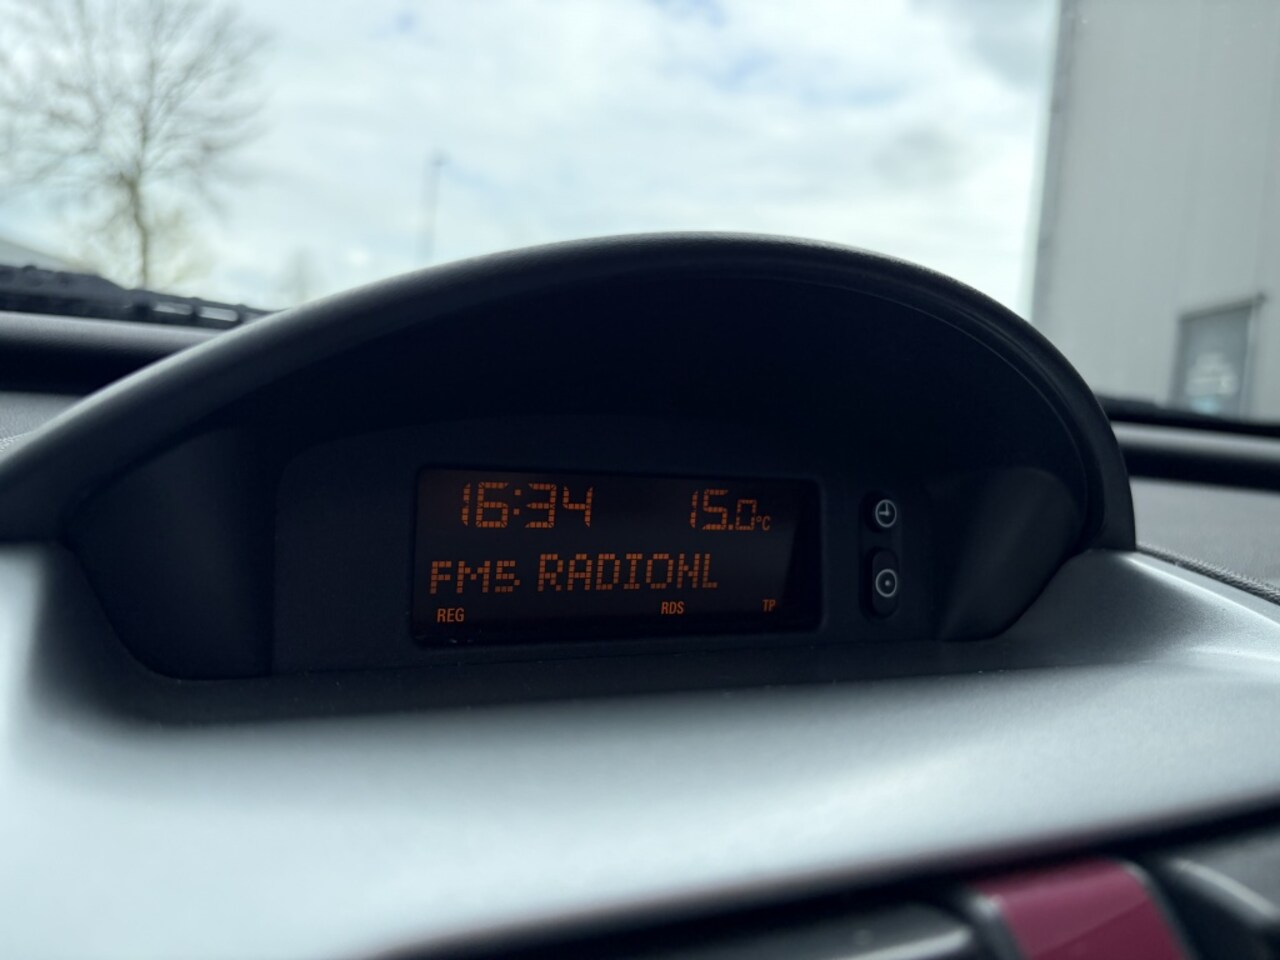 16:34 15.0°C
FM5 RADIONL
REG RDS TP